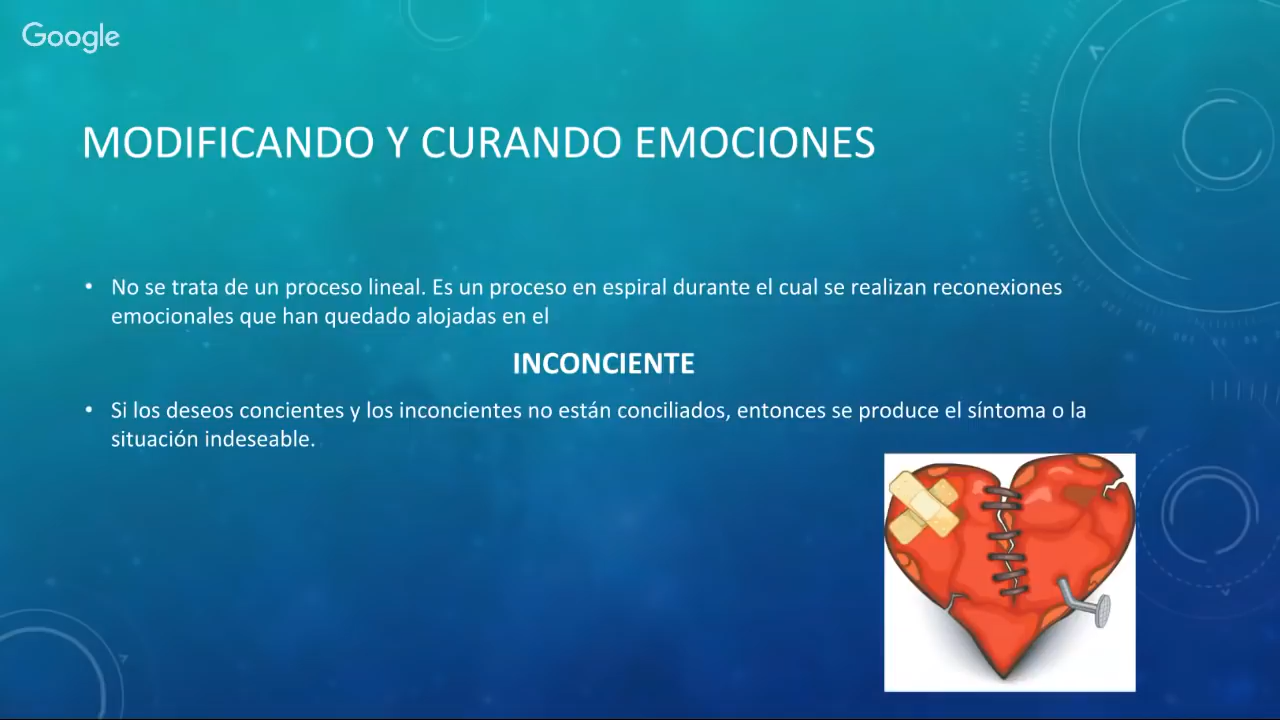 Google
MODIFICANDO Y CURANDO EMOCIONES
• No se trata de un proceso lineal. Es un proceso en espiral durante el cual se realizan reconexiones
emocionales que han quedado alojadas en el
INCONCIENTE
• Si los deseos concientes y los inconcientes no están conciliados, entonces se produce el síntoma o la
situación indeseable.